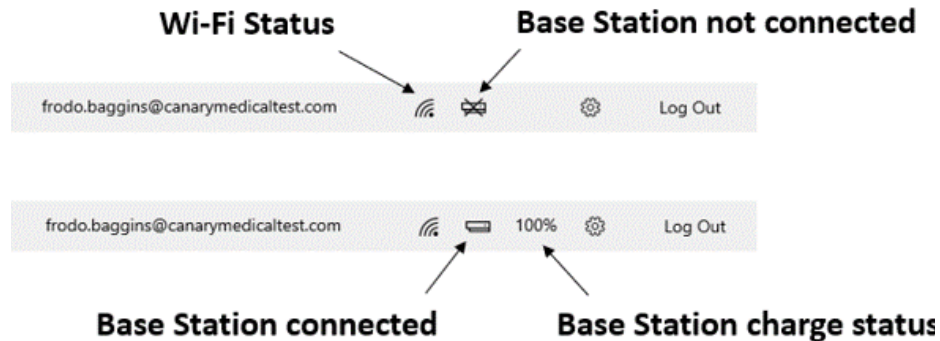 Wi-Fi Status
Base Station not connected
frodo.baggins@canarymedicaltest.com Log Out
frodo.baggins@canarymedicaltest.com 100% Log Out
Base Station connected
Base Station charge status